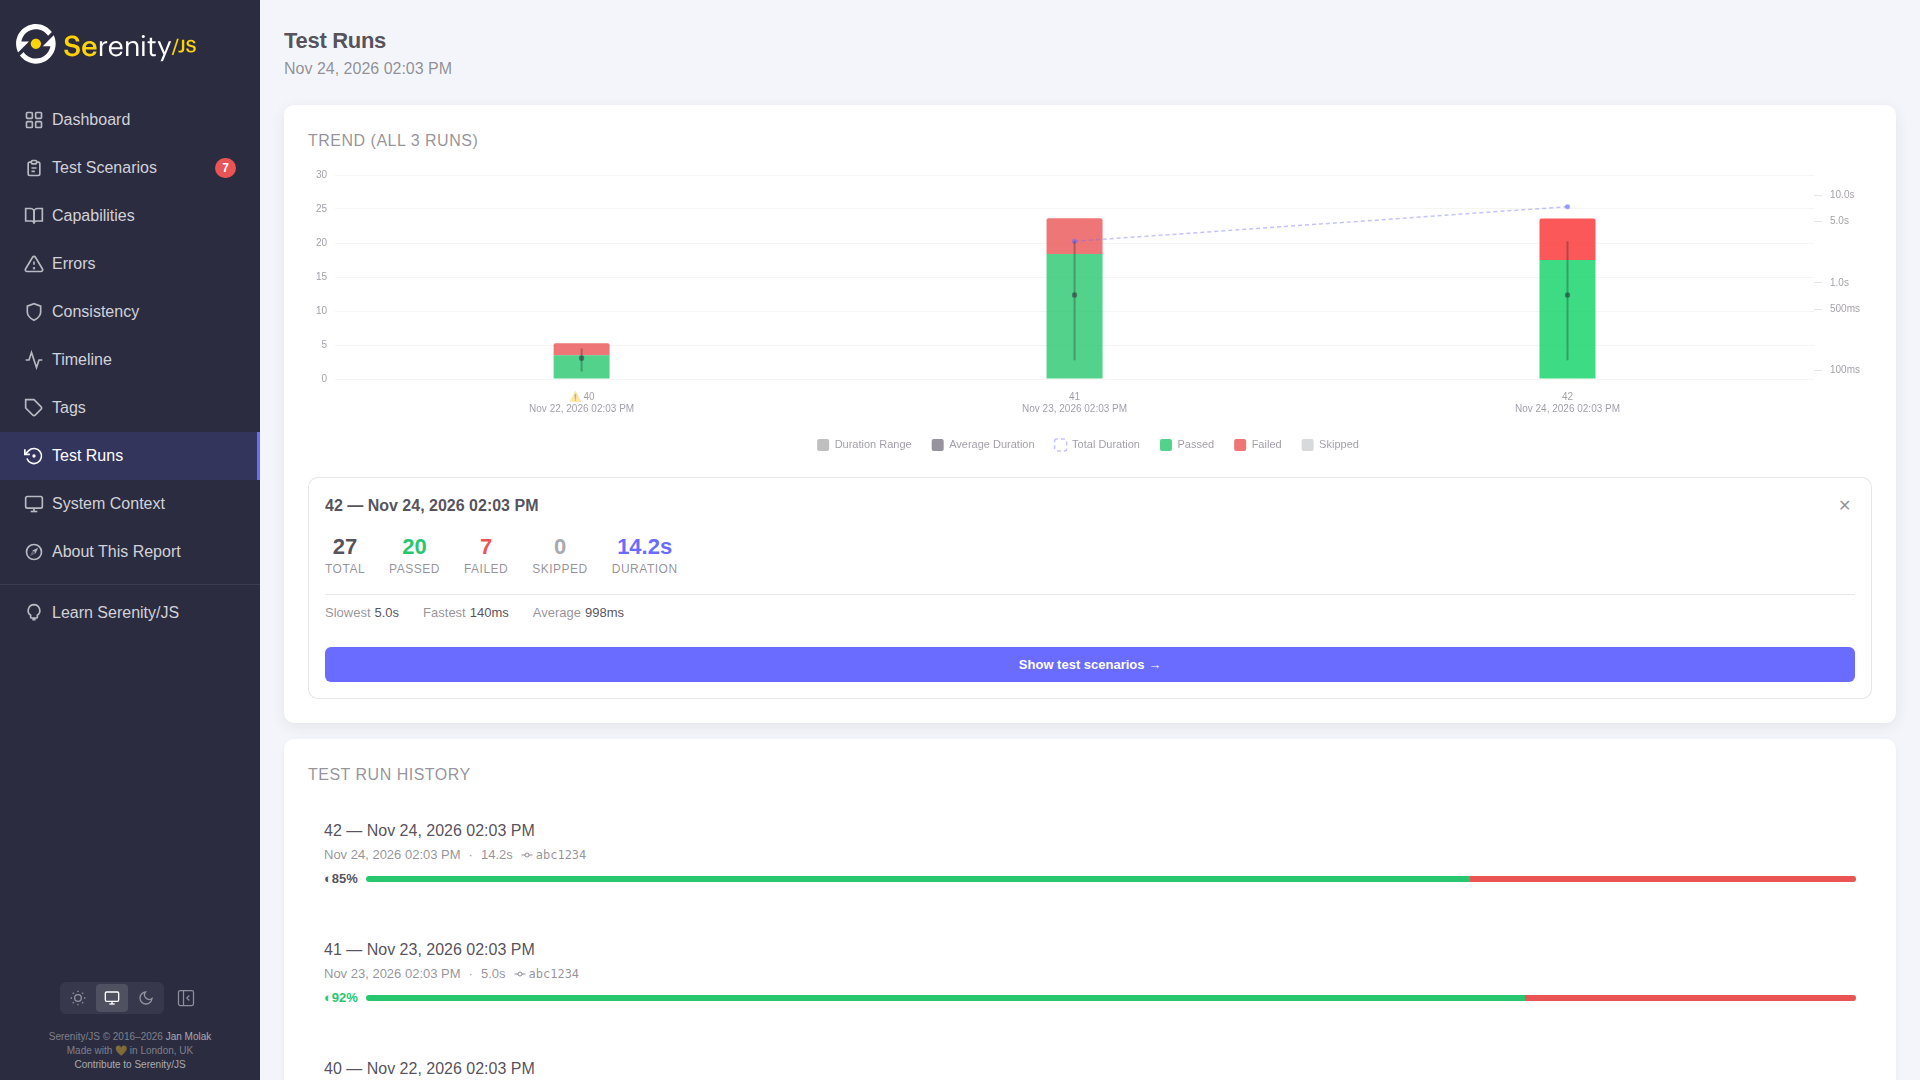 Serenity/JS
Dashboard
Test Scenarios 7
Capabilities
Errors
Consistency
Timeline
Tags
Test Runs
System Context
About This Report
Learn Serenity/JS
Serenity/JS © 2016–2026 Jan Molak
Made with 🤎 in London, UK
Contribute to Serenity/JS
Test Runs
Nov 24, 2026 02:03 PM
TREND (ALL 3 RUNS)
30
25
20
15
10
5
0
10.0s
5.0s
1.0s
500ms
100ms
⚠️ 40
Nov 22, 2026 02:03 PM
41
Nov 23, 2026 02:03 PM
42
Nov 24, 2026 02:03 PM
Duration Range Average Duration Total Duration Passed Failed Skipped
42 — Nov 24, 2026 02:03 PM ✕
27 20 7 0 14.2s
TOTAL PASSED FAILED SKIPPED DURATION
Slowest 5.0s Fastest 140ms Average 998ms
Show test scenarios →
TEST RUN HISTORY
42 — Nov 24, 2026 02:03 PM
Nov 24, 2026 02:03 PM · 14.2s abc1234
85%
41 — Nov 23, 2026 02:03 PM
Nov 23, 2026 02:03 PM · 5.0s abc1234
92%
40 — Nov 22, 2026 02:03 PM